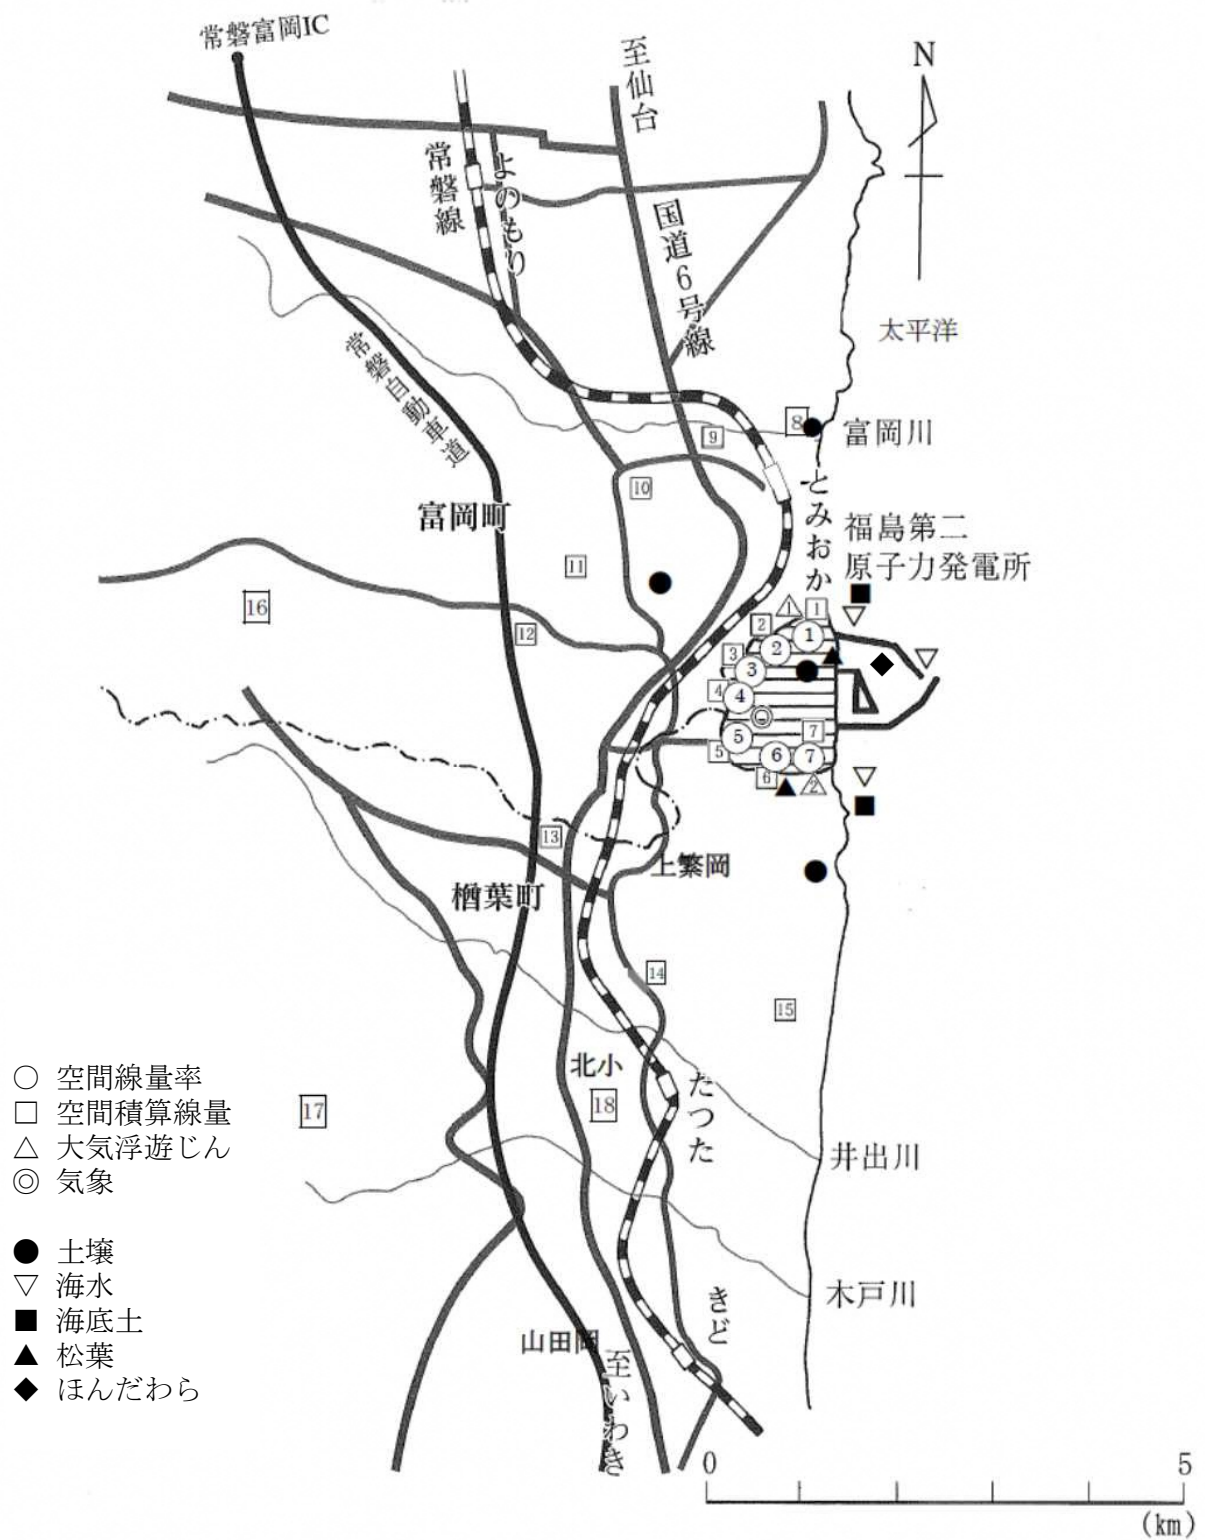 常磐富岡IC
至仙台
N
常磐線
よのもり
国道6号線
太平洋
常磐自動車道
8
富岡川
9
とみおか
10
富岡町
福島第二
原子力発電所
11
16
12
1
1
2
1
2
3
3
4
4
5
7
5
6
7
6
2
13
上繁岡
楢葉町
14
15
北小
18
17
たつた
○ 空間線量率
□ 空間積算線量
△ 大気浮遊じん
◎ 気象
● 土壌
▽ 海水
■ 海底土
▲ 松葉
◆ ほんだわら
井出川
木戸川
きど
山田岡
至いわき
0
5
(km)